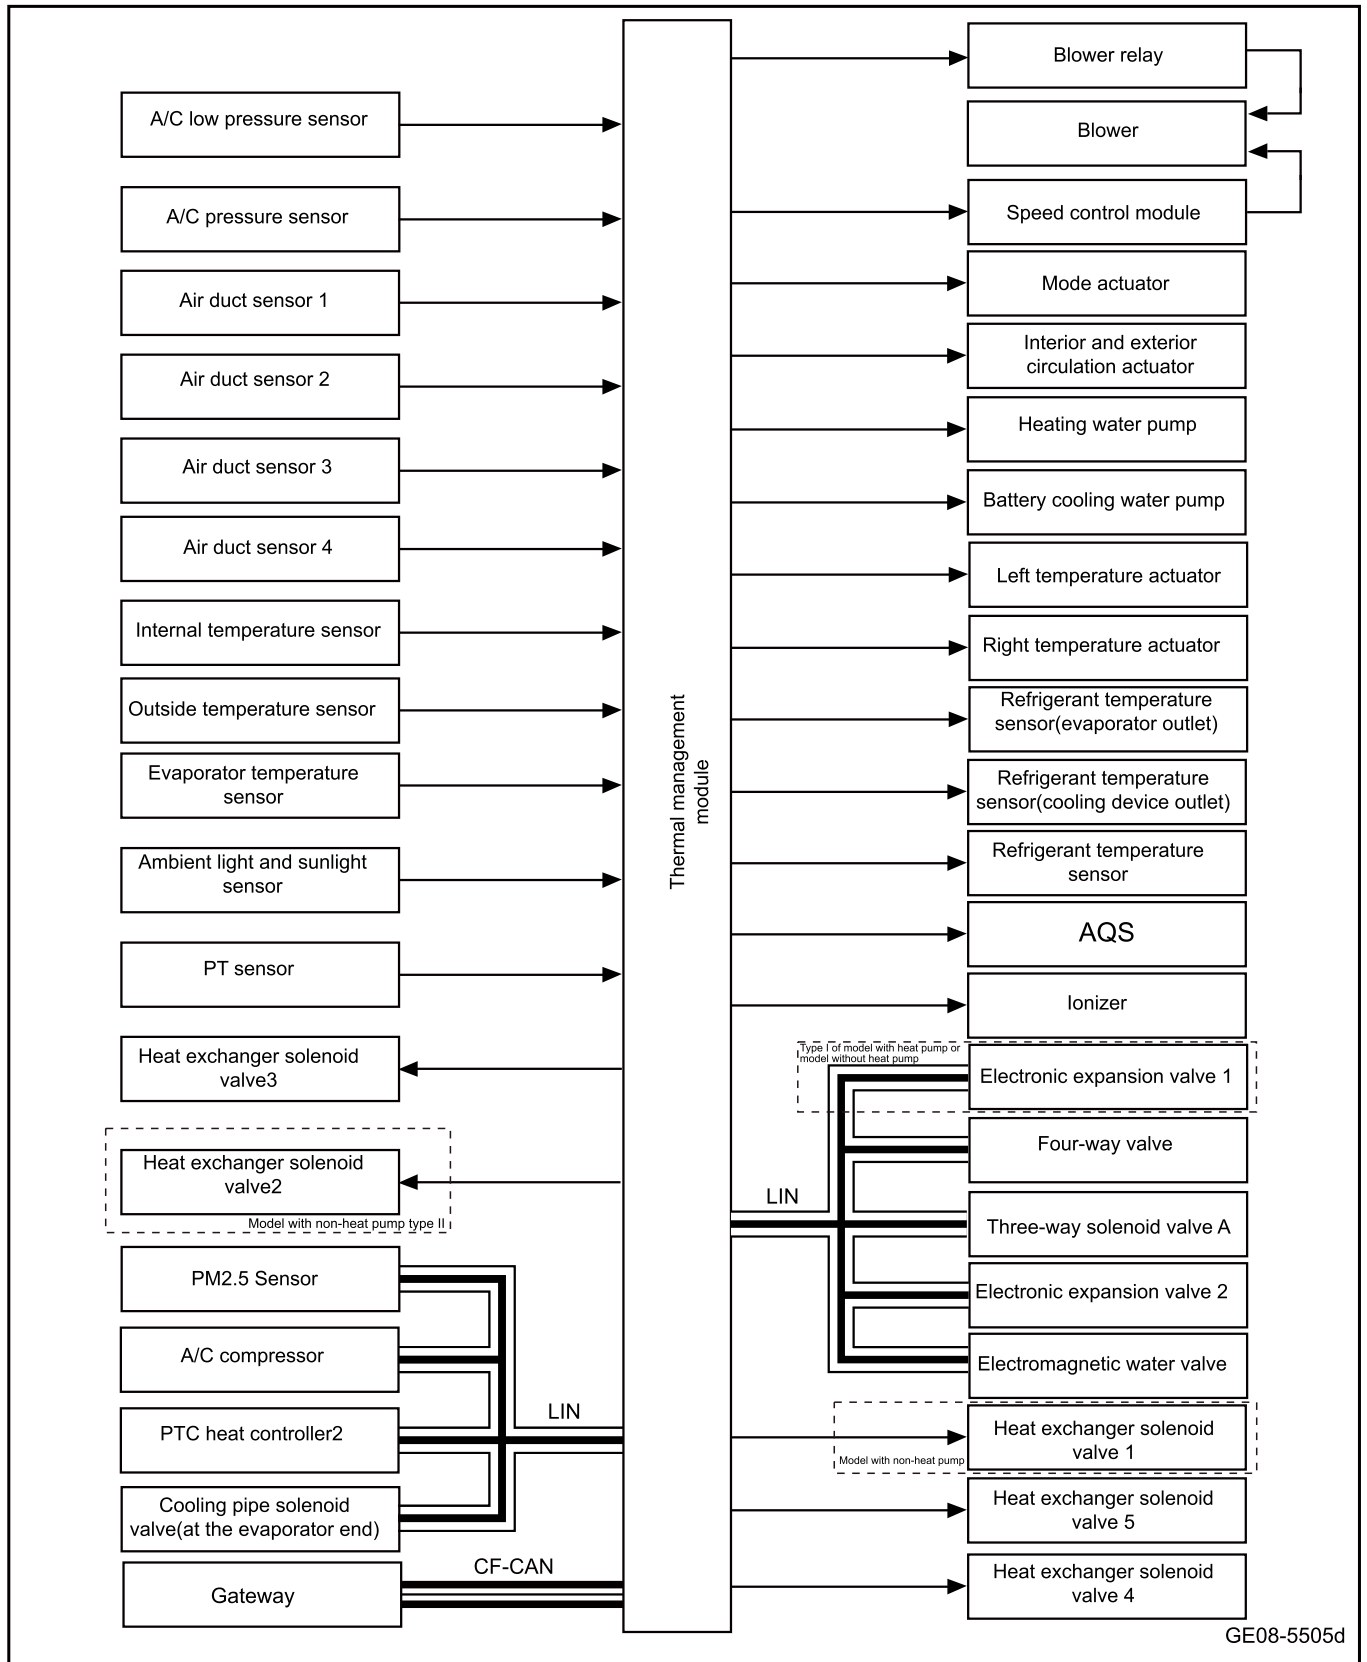 A/C low pressure sensor
A/C pressure sensor
Air duct sensor 1
Air duct sensor 2
Air duct sensor 3
Air duct sensor 4
Internal temperature sensor
Outside temperature sensor
Evaporator temperature
sensor
Ambient light and sunlight
sensor
PT sensor
Heat exchanger solenoid
valve3
Heat exchanger solenoid
valve2
Model with non-heat pump type II
PM2.5 Sensor
A/C compressor
PTC heat controller2
Cooling pipe solenoid
valve(at the evaporator end)
Gateway
LIN
CF-CAN
Thermal management
module
Blower relay
Blower
Speed control module
Mode actuator
Interior and exterior
circulation actuator
Heating water pump
Battery cooling water pump
Left temperature actuator
Right temperature actuator
Refrigerant temperature
sensor(evaporator outlet)
Refrigerant temperature
sensor(cooling device outlet)
Refrigerant temperature
sensor
AQS
Ionizer
Type I of model with heat pump or
model without heat pump
Electronic expansion valve 1
Four-way valve
LIN
Three-way solenoid valve A
Electronic expansion valve 2
Electromagnetic water valve
Heat exchanger solenoid
valve 1
Model with non-heat pump
Heat exchanger solenoid
valve 5
Heat exchanger solenoid
valve 4
GE08-5505d